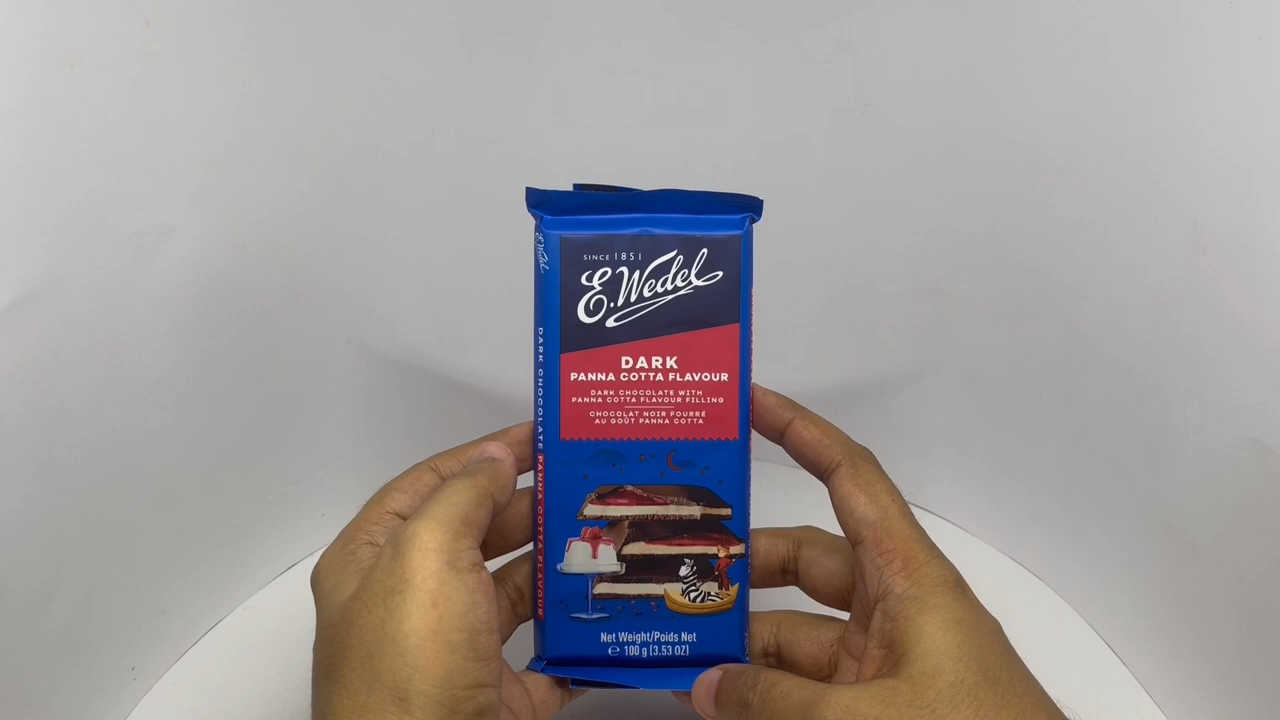 SINCE 1851
E.Wedel
DARK
PANNA COTTA FLAVOUR
DARK CHOCOLATE WITH
PANNA COTTA FLAVOUR FILLING
CHOCOLAT NOIR FOURRÉ
AU GOÛT PANNA COTTA
Net Weight/Poids Net
℮ 100 g (3.53 OZ)
E.Wedel
DARK CHOCOLATE PANNA COTTA FLAVOUR